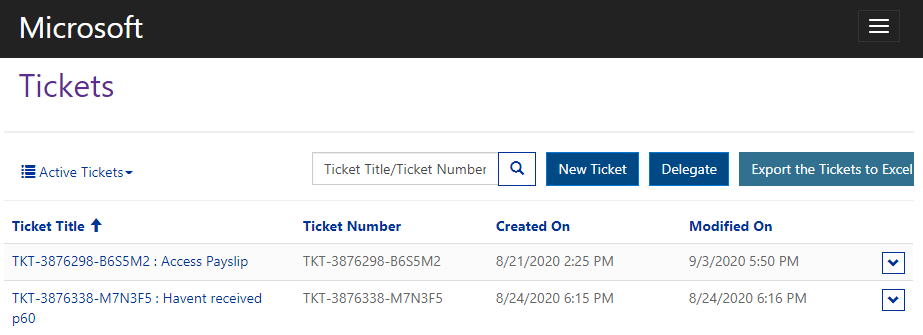 Microsoft
Tickets
Active Tickets
Ticket Title/Ticket Number
New Ticket
Delegate
Export the Tickets to Excel
Ticket Title Ticket Number Created On Modified On
TKT-3876298-B6S5M2 : Access Payslip TKT-3876298-B6S5M2 8/21/2020 2:25 PM 9/3/2020 5:50 PM
TKT-3876338-M7N3F5 : Havent received TKT-3876338-M7N3F5 8/24/2020 6:15 PM 8/24/2020 6:16 PM
p60